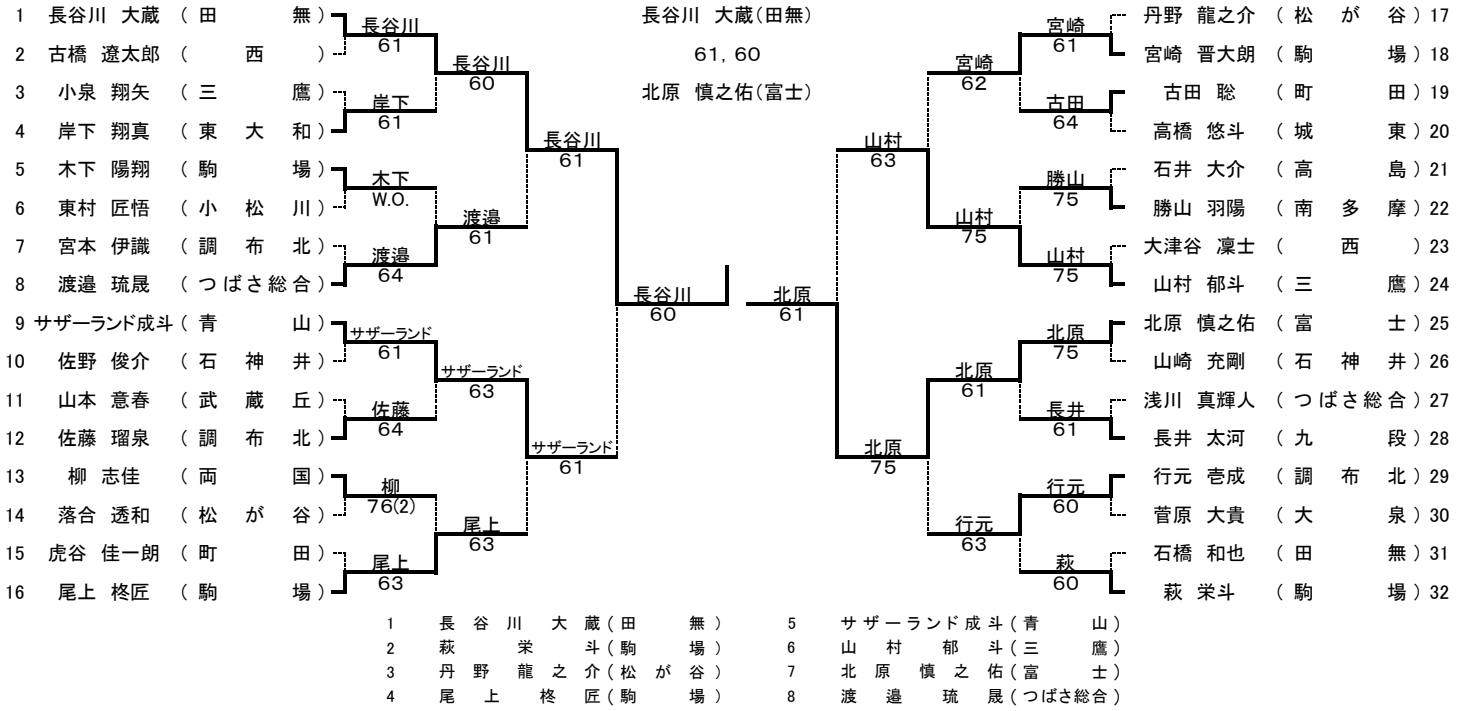 長谷川 大蔵(田無)
61, 60
北原 慎之佑(富士)
1 長谷川 大蔵 (田 無)
2 古橋 遼太郎 ( 西 )
3 小泉 翔矢 (三 鷹)
4 岸下 翔真 (東 大 和)
5 木下 陽翔 (駒 場)
6 東村 匠悟 (小 松 川)
7 宮本 伊識 (調 布 北)
8 渡邉 琉晟 (つばさ総合)
9 サザーランド成斗 (青 山)
10 佐野 俊介 (石 神 井)
11 山本 意春 (武 蔵 丘)
12 佐藤 瑠泉 (調 布 北)
13 柳 志佳 (両 国)
14 落合 透和 (松 が 谷)
15 虎谷 佳一朗 (町 田)
16 尾上 柊匠 (駒 場)
長谷川
61
岸下
61
木下
W.O.
渡邉
64
サザーランド
61
佐藤
64
柳
76(2)
尾上
63
長谷川
60
渡邉
61
サザーランド
63
尾上
63
長谷川
61
サザーランド
61
長谷川
60
北原
61
山村
63
北原
75
宮崎
62
山村
75
北原
61
行元
63
宮崎
61
古田
64
勝山
75
山村
75
北原
75
長井
61
行元
60
萩
60
丹野 龍之介 (松 が 谷) 17
宮崎 晋大朗 (駒 場) 18
古田 聡 (町 田) 19
高橋 悠斗 (城 東) 20
石井 大介 (高 島) 21
勝山 羽陽 (南 多 摩) 22
大津谷 凜士 ( 西 ) 23
山村 郁斗 (三 鷹) 24
北原 慎之佑 (富 士) 25
山崎 充剛 (石 神 井) 26
浅川 真輝人 (つばさ総合) 27
長井 太河 (九 段) 28
行元 壱成 (調 布 北) 29
菅原 大貴 (大 泉) 30
石橋 和也 (田 無) 31
萩 栄斗 (駒 場) 32
1 長谷川 大蔵(田 無) 5 サザーランド成斗(青 山)
2 萩 栄 斗(駒 場) 6 山 村 郁 斗(三 鷹)
3 丹野 龍之介(松が谷) 7 北原 慎之佑(富 士)
4 尾上 柊匠(駒 場) 8 渡邉 琉晟(つばさ総合)